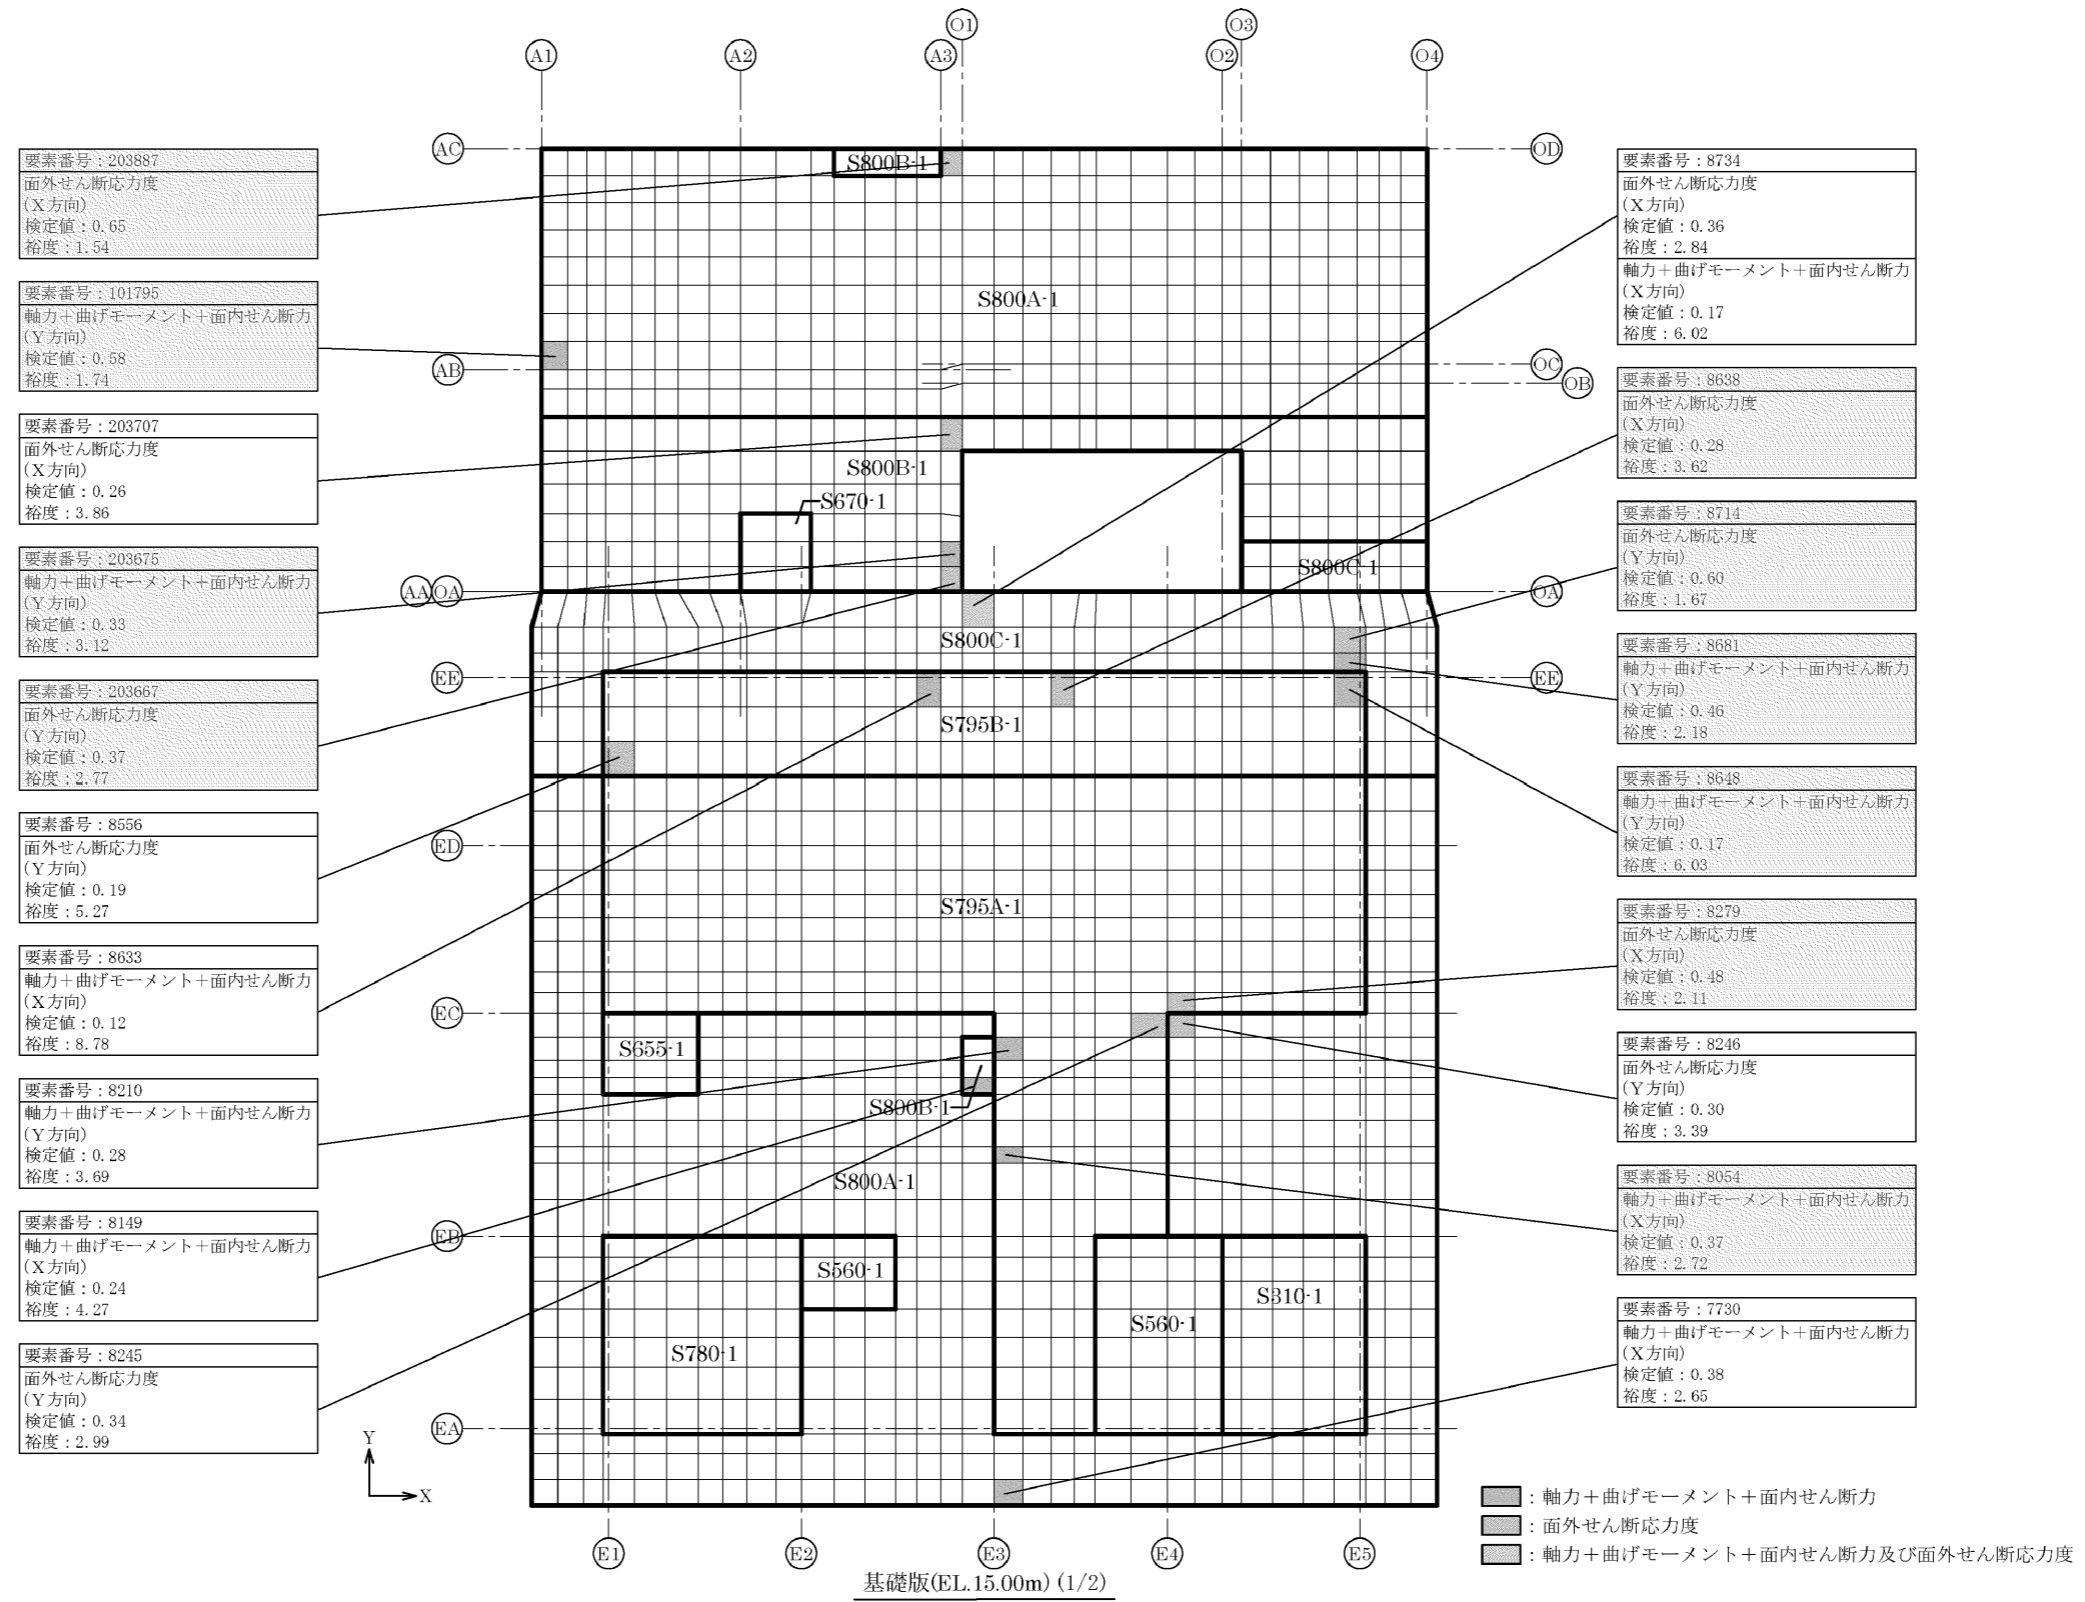 O1
O3
A1
A2
A3
O2
O4
AC
OD
S800B-1
要素番号：203887
面外せん断応力度
(X方向)
検定値：0.65
裕度：1.54
要素番号：101795
軸力＋曲げモーメント＋面内せん断力
(Y方向)
検定値：0.58
裕度：1.74
要素番号：203707
面外せん断応力度
(X方向)
検定値：0.26
裕度：3.86
要素番号：203675
軸力＋曲げモーメント＋面内せん断力
(Y方向)
検定値：0.33
裕度：3.12
要素番号：203667
面外せん断応力度
(Y方向)
検定値：0.37
裕度：2.77
要素番号：8556
面外せん断応力度
(Y方向)
検定値：0.19
裕度：5.27
要素番号：8633
軸力＋曲げモーメント＋面内せん断力
(X方向)
検定値：0.12
裕度：8.78
要素番号：8210
軸力＋曲げモーメント＋面内せん断力
(Y方向)
検定値：0.28
裕度：3.69
要素番号：8149
軸力＋曲げモーメント＋面内せん断力
(X方向)
検定値：0.24
裕度：4.27
要素番号：8245
面外せん断応力度
(Y方向)
検定値：0.34
裕度：2.99
S800A-1
AB
OC
OB
S800B-1
S670-1
S800C-1
AA
OA
OA
S800C-1
EE
EE
S795B-1
ED
S795A-1
EC
S655-1
S800B-1
S800A-1
EB
S560-1
S310-1
S560-1
S780-1
EA
Y
X
E1
E2
E3
E4
E5
要素番号：8734
面外せん断応力度
(X方向)
検定値：0.36
裕度：2.84
軸力＋曲げモーメント＋面内せん断力
(X方向)
検定値：0.17
裕度：6.02
要素番号：8638
面外せん断応力度
(X方向)
検定値：0.28
裕度：3.62
要素番号：8714
面外せん断応力度
(Y方向)
検定値：0.60
裕度：1.67
要素番号：8681
軸力＋曲げモーメント＋面内せん断力
(Y方向)
検定値：0.46
裕度：2.18
要素番号：8648
軸力＋曲げモーメント＋面内せん断力
(Y方向)
検定値：0.17
裕度：6.03
要素番号：8279
面外せん断応力度
(X方向)
検定値：0.48
裕度：2.11
要素番号：8246
面外せん断応力度
(Y方向)
検定値：0.30
裕度：3.39
要素番号：8054
軸力＋曲げモーメント＋面内せん断力
(X方向)
検定値：0.37
裕度：2.72
要素番号：7730
軸力＋曲げモーメント＋面内せん断力
(X方向)
検定値：0.38
裕度：2.65
：軸力＋曲げモーメント＋面内せん断力
：面外せん断応力度
：軸力＋曲げモーメント＋面内せん断力及び面外せん断応力度
基礎版(EL.15.00m) (1/2)